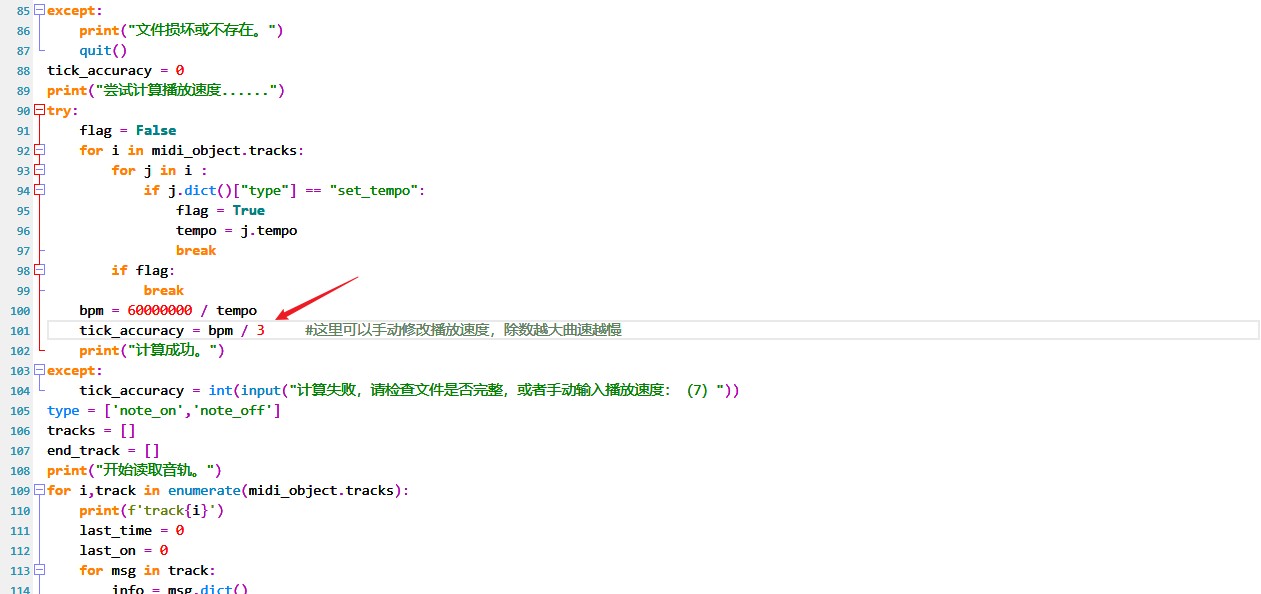 85 except:
86     print("文件损坏或不存在。")
87     quit()
88 tick_accuracy = 0
89 print("尝试计算播放速度......")
90 try:
91     flag = False
92     for i in midi_object.tracks:
93         for j in i :
94             if j.dict()["type"] == "set_tempo":
95                 flag = True
96                 tempo = j.tempo
97                 break
98         if flag:
99             break
100     bpm = 60000000 / tempo
101     tick_accuracy = bpm / 3     #这里可以手动修改播放速度，除数越大曲速越慢
102     print("计算成功。")
103 except:
104     tick_accuracy = int(input("计算失败，请检查文件是否完整，或者手动输入播放速度：（7）"))
105 type = ['note_on','note_off']
106 tracks = []
107 end_track = []
108 print("开始读取音轨。")
109 for i,track in enumerate(midi_object.tracks):
110     print(f'track{i}')
111     last_time = 0
112     last_on = 0
113     for msg in track:
114         info = msg.dict()